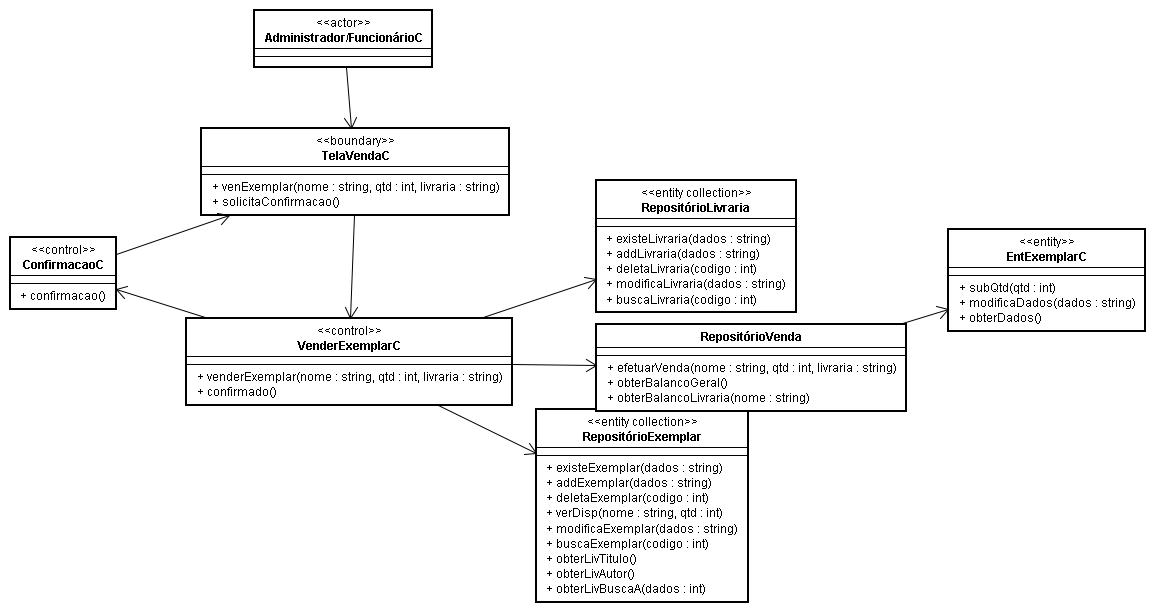 <<actor>>
Administrador/FuncionárioC
<<boundary>>
TelaVendaC
+ venExemplar(nome : string, qtd : int, livraria : string)
+ solicitaConfirmacao()
<<control>>
ConfirmacaoC
+ confirmacao()
<<control>>
VenderExemplarC
+ venderExemplar(nome : string, qtd : int, livraria : string)
+ confirmado()
<<entity collection>>
RepositórioLivraria
+ existeLivraria(dados : string)
+ addLivraria(dados : string)
+ deletaLivraria(codigo : int)
+ modificaLivraria(dados : string)
+ buscaLivraria(codigo : int)
RepositórioVenda
+ efetuarVenda(nome : string, qtd : int, livraria : string)
+ obterBalancoGeral()
+ obterBalancoLivraria(nome : string)
<<entity>>
EntExemplarC
+ subQtd(qtd : int)
+ modificaDados(dados : string)
+ obterDados()
<<entity collection>>
RepositórioExemplar
+ existeExemplar(dados : string)
+ addExemplar(dados : string)
+ deletaExemplar(codigo : int)
+ verDisp(nome : string, qtd : int)
+ modificaExemplar(dados : string)
+ buscaExemplar(codigo : int)
+ obterLivTitulo()
+ obterLivAutor()
+ obterLivBuscaA(dados : int)